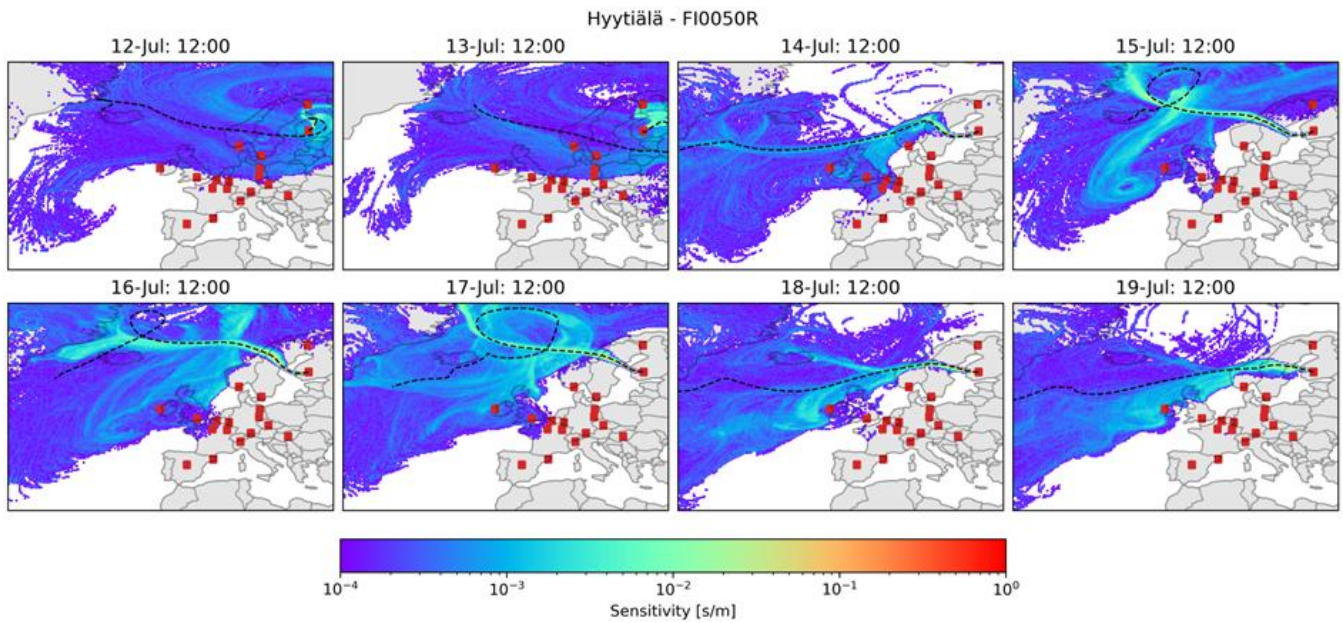 Hyytiälä - FI0050R
12-Jul: 12:00
13-Jul: 12:00
14-Jul: 12:00
15-Jul: 12:00
16-Jul: 12:00
17-Jul: 12:00
18-Jul: 12:00
19-Jul: 12:00
10⁻⁴ 10⁻³ 10⁻² 10⁻¹ 10⁰
Sensitivity [s/m]